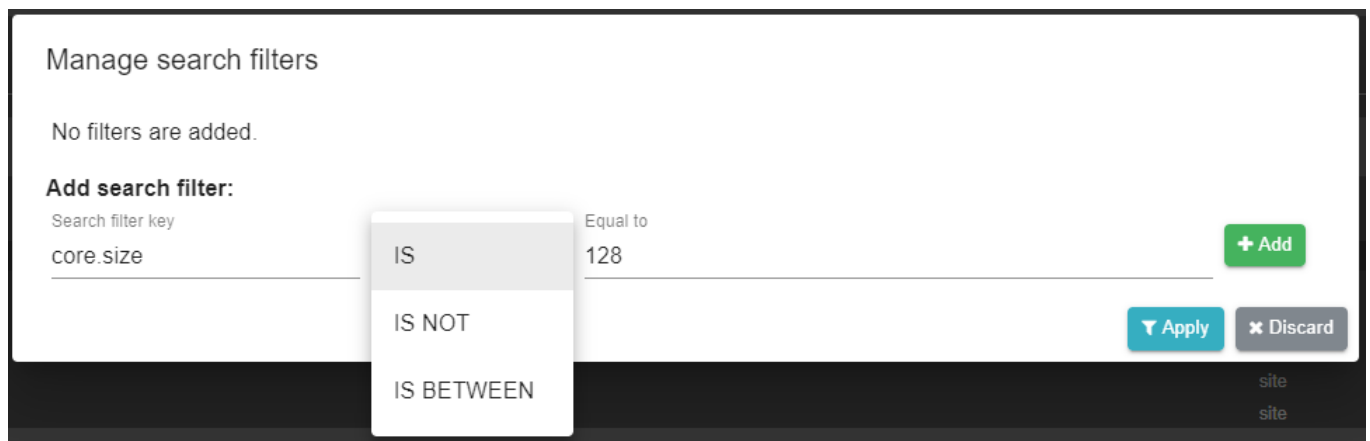 Manage search filters
No filters are added.
Add search filter:
Search filter key
Equal to
core.size
IS
128
Add
IS NOT
Apply
Discard
IS BETWEEN
site
site